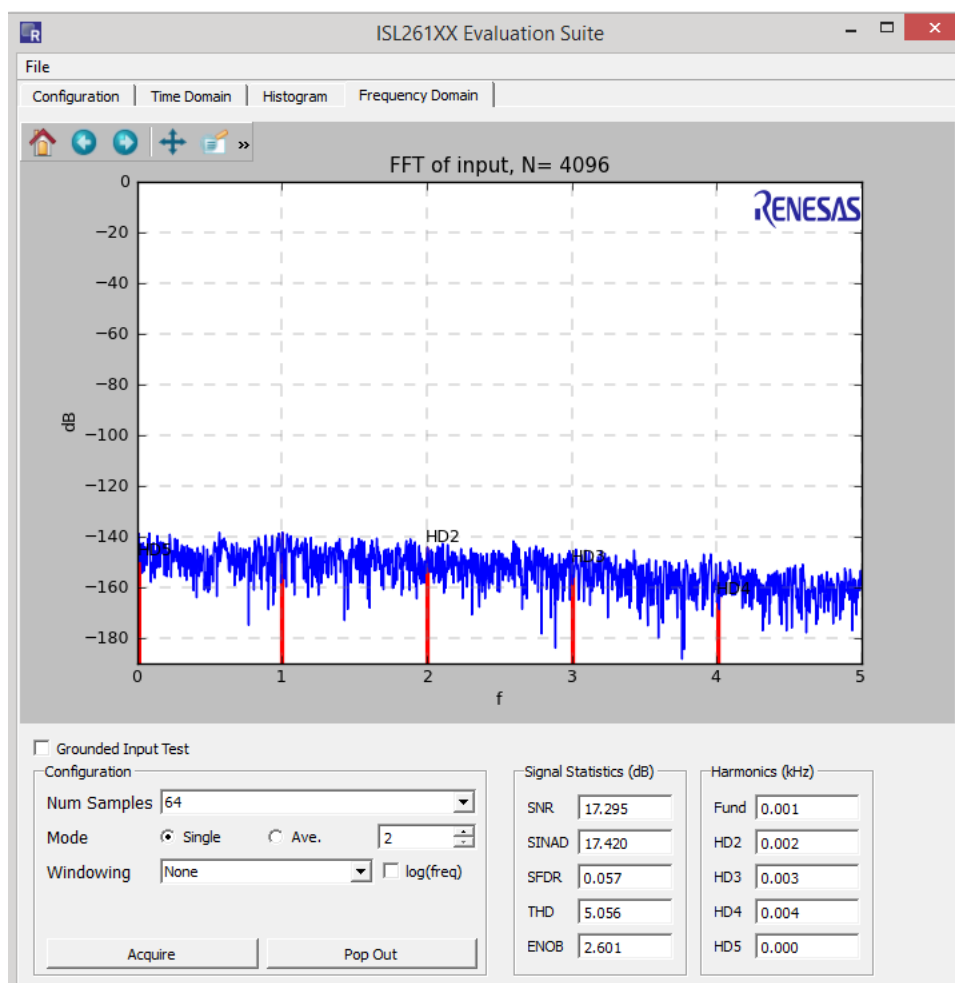 R
ISL261XX Evaluation Suite
File
Configuration Time Domain Histogram Frequency Domain
»
FFT of input, N= 4096
RENESAS
0
−20
−40
−60
−80
−100
−120
−140
−160
−180
dB
HD5
HD2
HD3
HD4
0 1 2 3 4 5
f
Grounded Input Test
Configuration
Num Samples 64
Mode Single Ave. 2
Windowing None log(freq)
Acquire Pop Out
Signal Statistics (dB)
SNR 17.295
SINAD 17.420
SFDR 0.057
THD 5.056
ENOB 2.601
Harmonics (kHz)
Fund 0.001
HD2 0.002
HD3 0.003
HD4 0.004
HD5 0.000